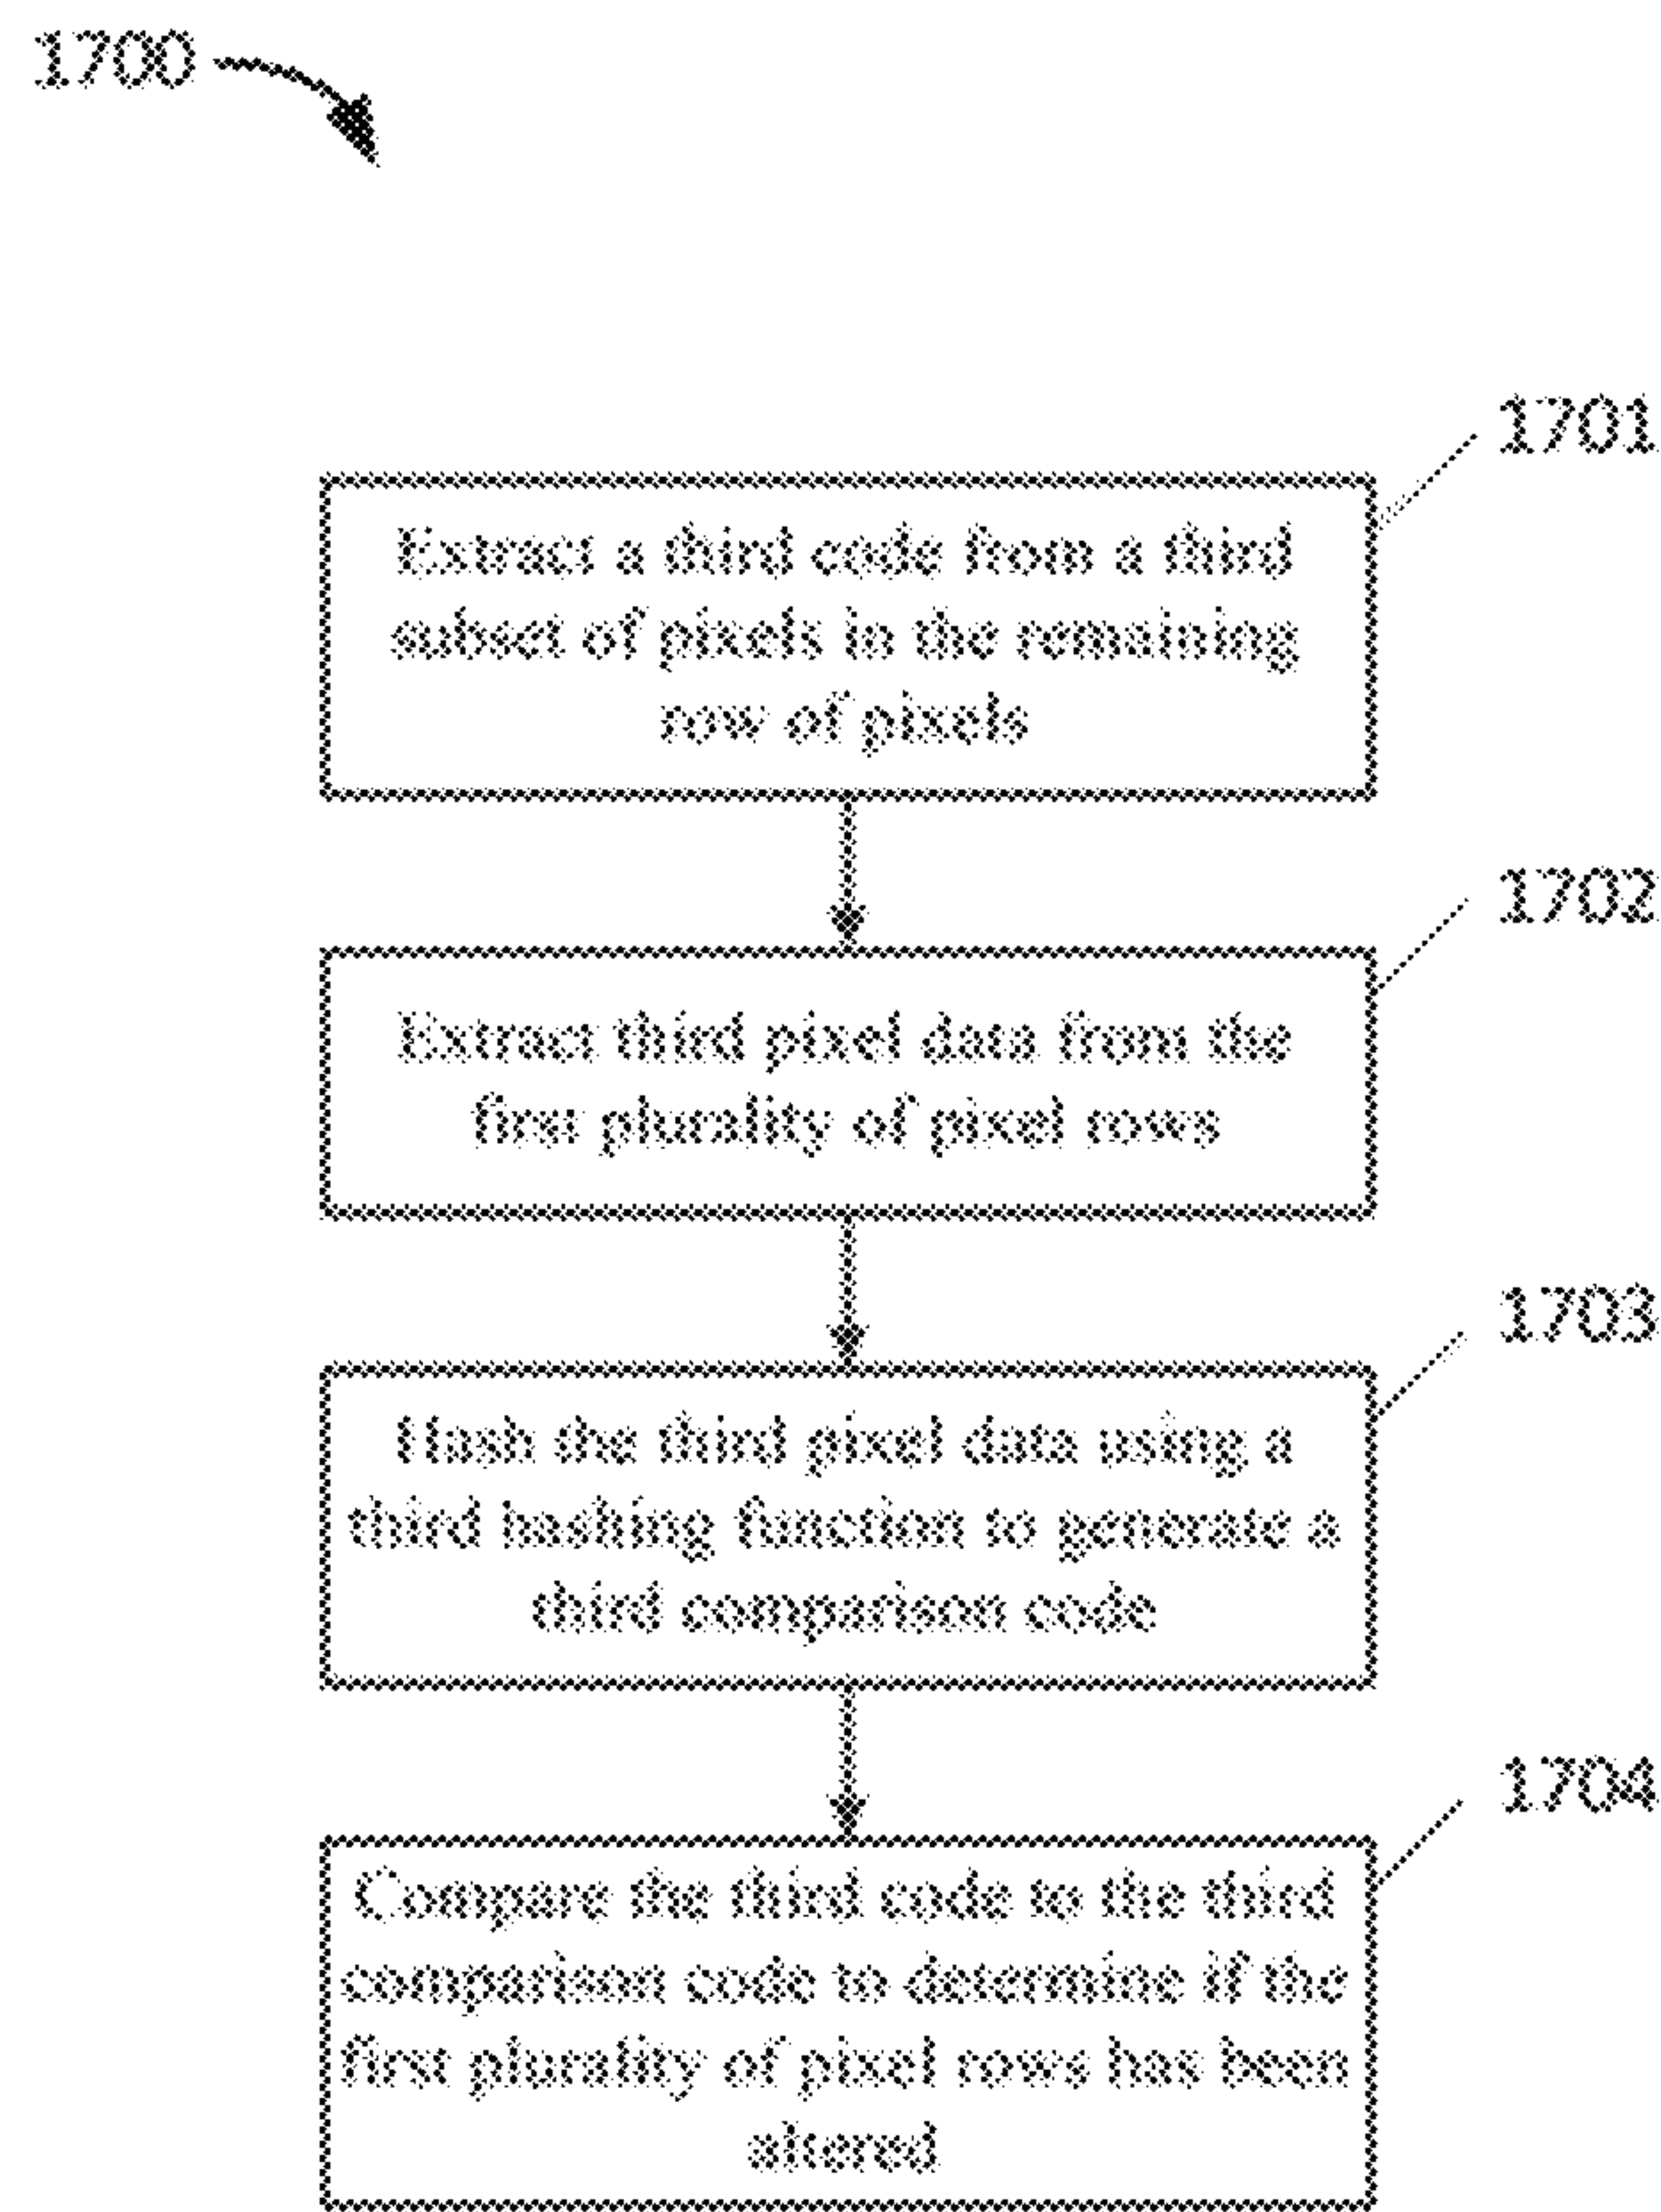 1700
1701
Extract a third code from a third
subset of pixels in the remaining
row of pixels
1702
Extract third pixel data from the
first plurality of pixel rows
1703
Hash the third pixel data using a
third hashing function to generate a
third comparison code
1704
Compare the third code to the third
comparison code to determine if the
first plurality of pixel rows has been
altered